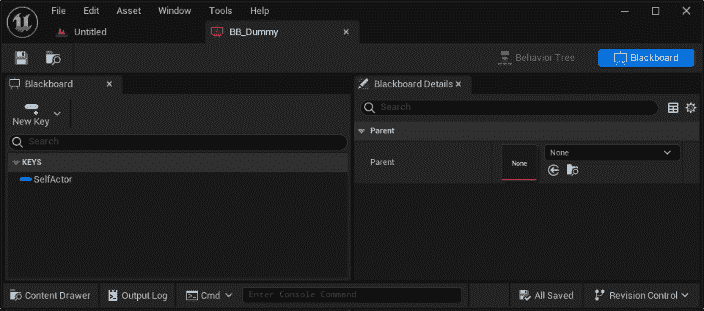 File Edit Asset Window Tools Help
Untitled BB_Dummy
Behavior Tree Blackboard
Blackboard Blackboard Details
New Key Search
Search
Parent
Parent None None
KEYS
SelfActor
Content Drawer Output Log Cmd Enter Console Command All Saved Revision Control